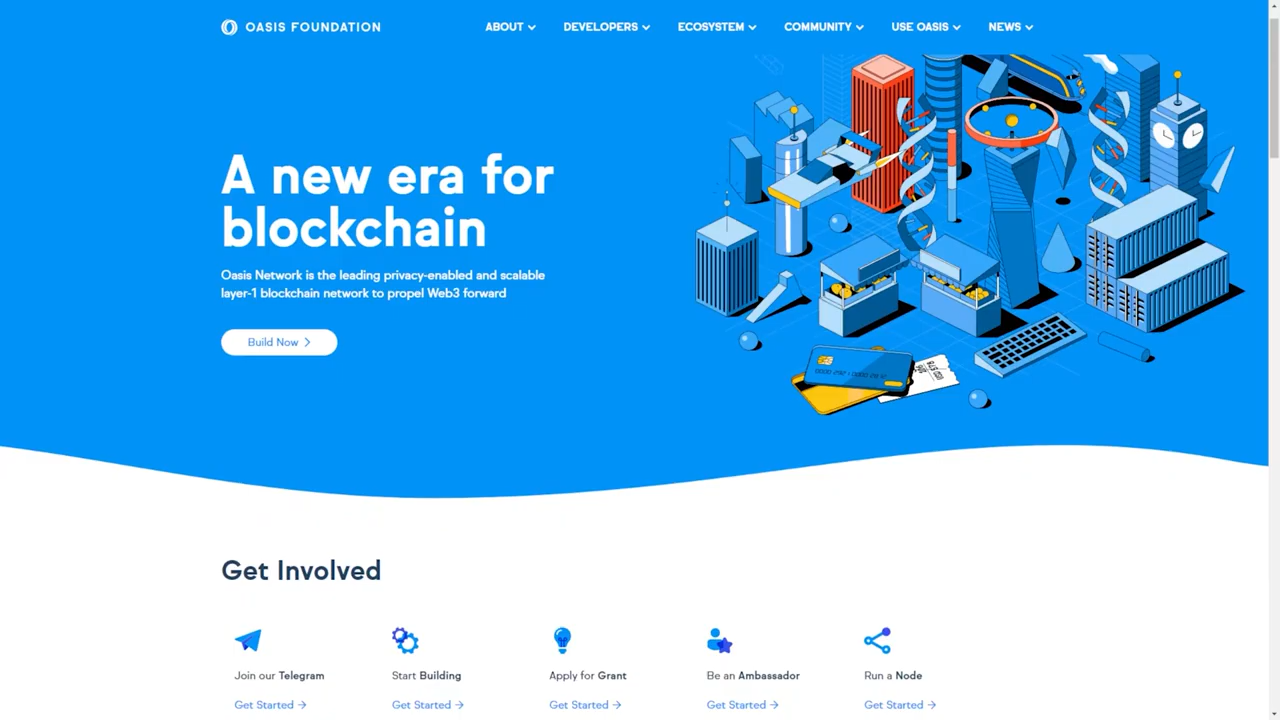 OASIS FOUNDATION
ABOUT
DEVELOPERS
ECOSYSTEM
COMMUNITY
USE OASIS
NEWS
A new era for
blockchain
Oasis Network is the leading privacy-enabled and scalable
layer-1 blockchain network to propel Web3 forward
Build Now
Get Involved
Join our Telegram
Start Building
Apply for Grant
Be an Ambassador
Run a Node
Get Started →
Get Started →
Get Started →
Get Started →
Get Started →